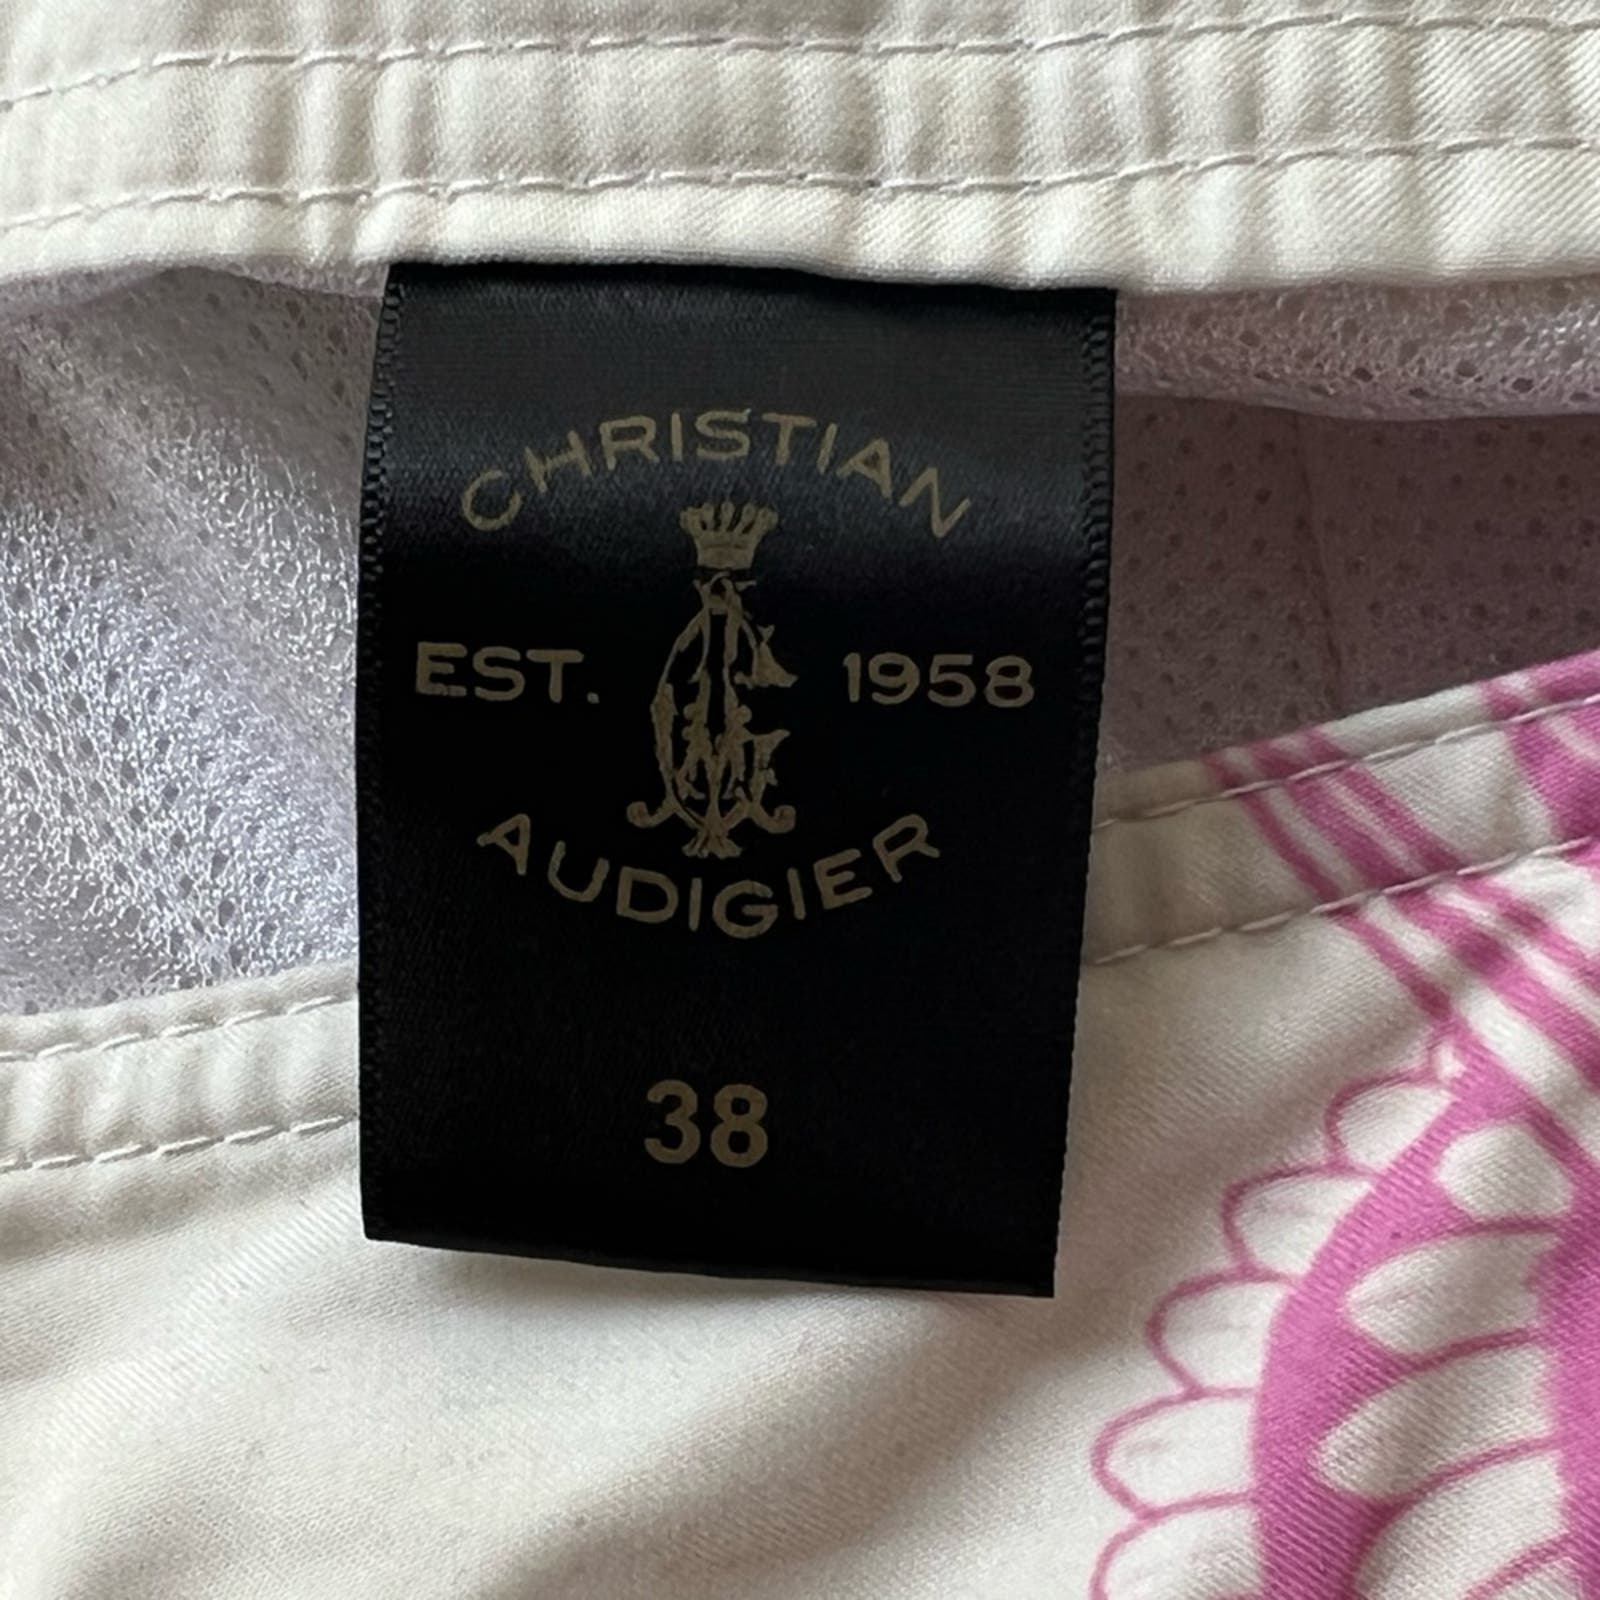 CHRISTIAN
EST. 1958
AUDIGIER
38